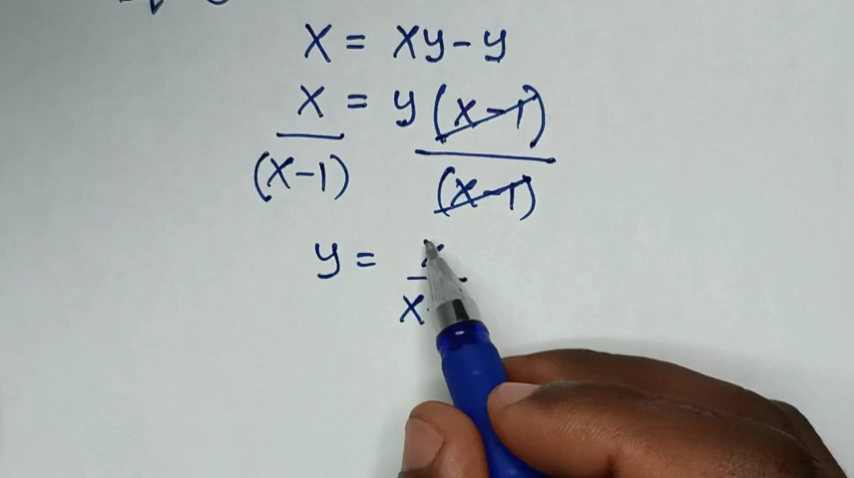 x = xy - y
x = y (x-1)
(x-1) (x-1)
y = x
x